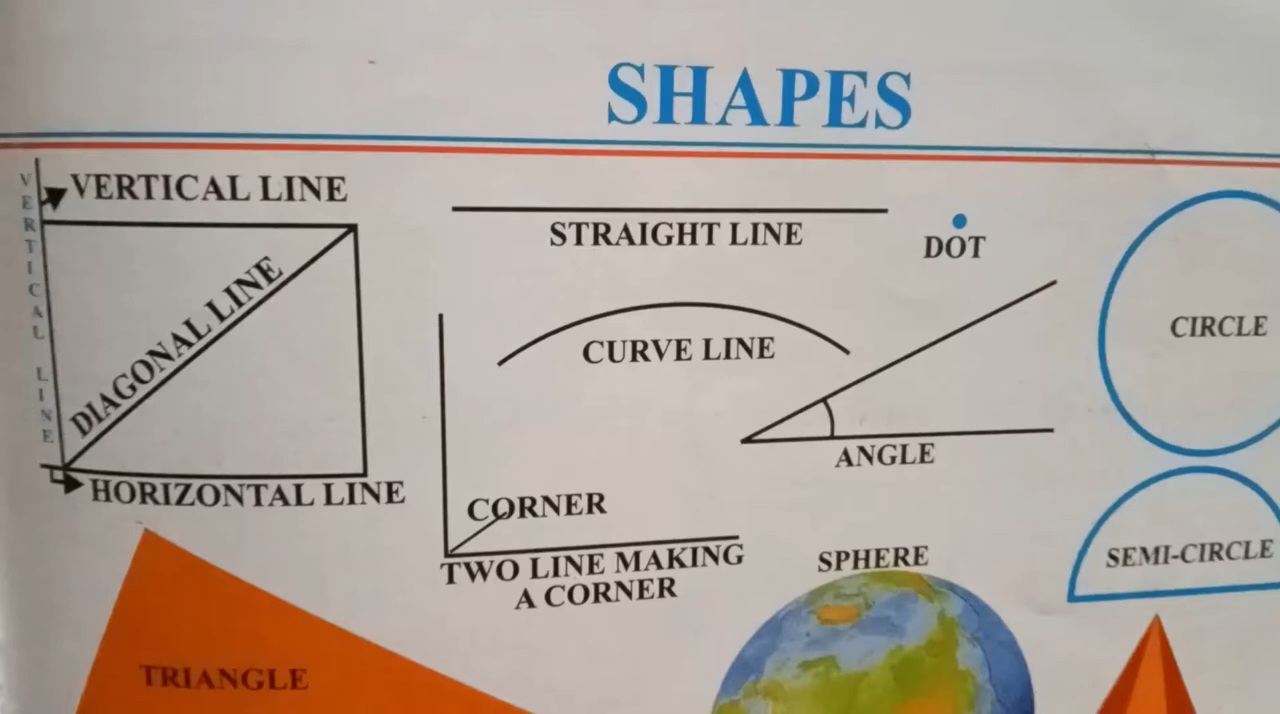 SHAPES
VERTICAL LINE
VERTICAL LINE
DIAGONAL LINE
HORIZONTAL LINE
STRAIGHT LINE
DOT
CURVE LINE
CIRCLE
ANGLE
CORNER
TWO LINE MAKING
A CORNER
SPHERE
SEMI-CIRCLE
TRIANGLE